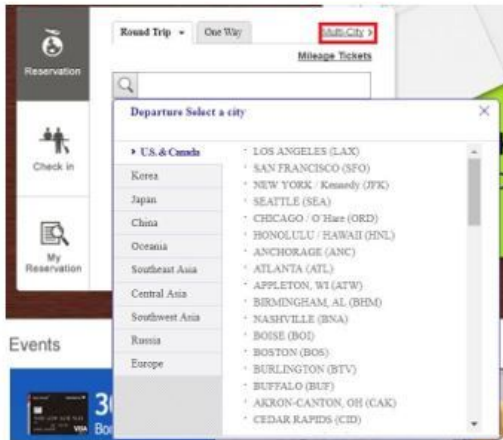 Round Trip
One Way
Multi-City >
Mileage Tickets
Reservation
Check in
My
Reservation
Departure Select a city
U.S. & Canada
Korea
Japan
China
Oceania
Southeast Asia
Central Asia
Southwest Asia
Russia
Europe
LOS ANGELES (LAX)
SAN FRANCISCO (SFO)
NEW YORK / Kennedy (JFK)
SEATTLE (SEA)
CHICAGO / O'Hare (ORD)
HONOLULU / HAWAII (HNL)
ANCHORAGE (ANC)
ATLANTA (ATL)
APPLETON, WI (ATW)
BIRMINGHAM, AL (BHM)
NASHVILLE (BNA)
BOISE (BOI)
BOSTON (BOS)
BURLINGTON (BTV)
BUFFALO (BUF)
AKRON-CANTON, OH (CAK)
CEDAR RAPIDS (CID)
Events
VISA